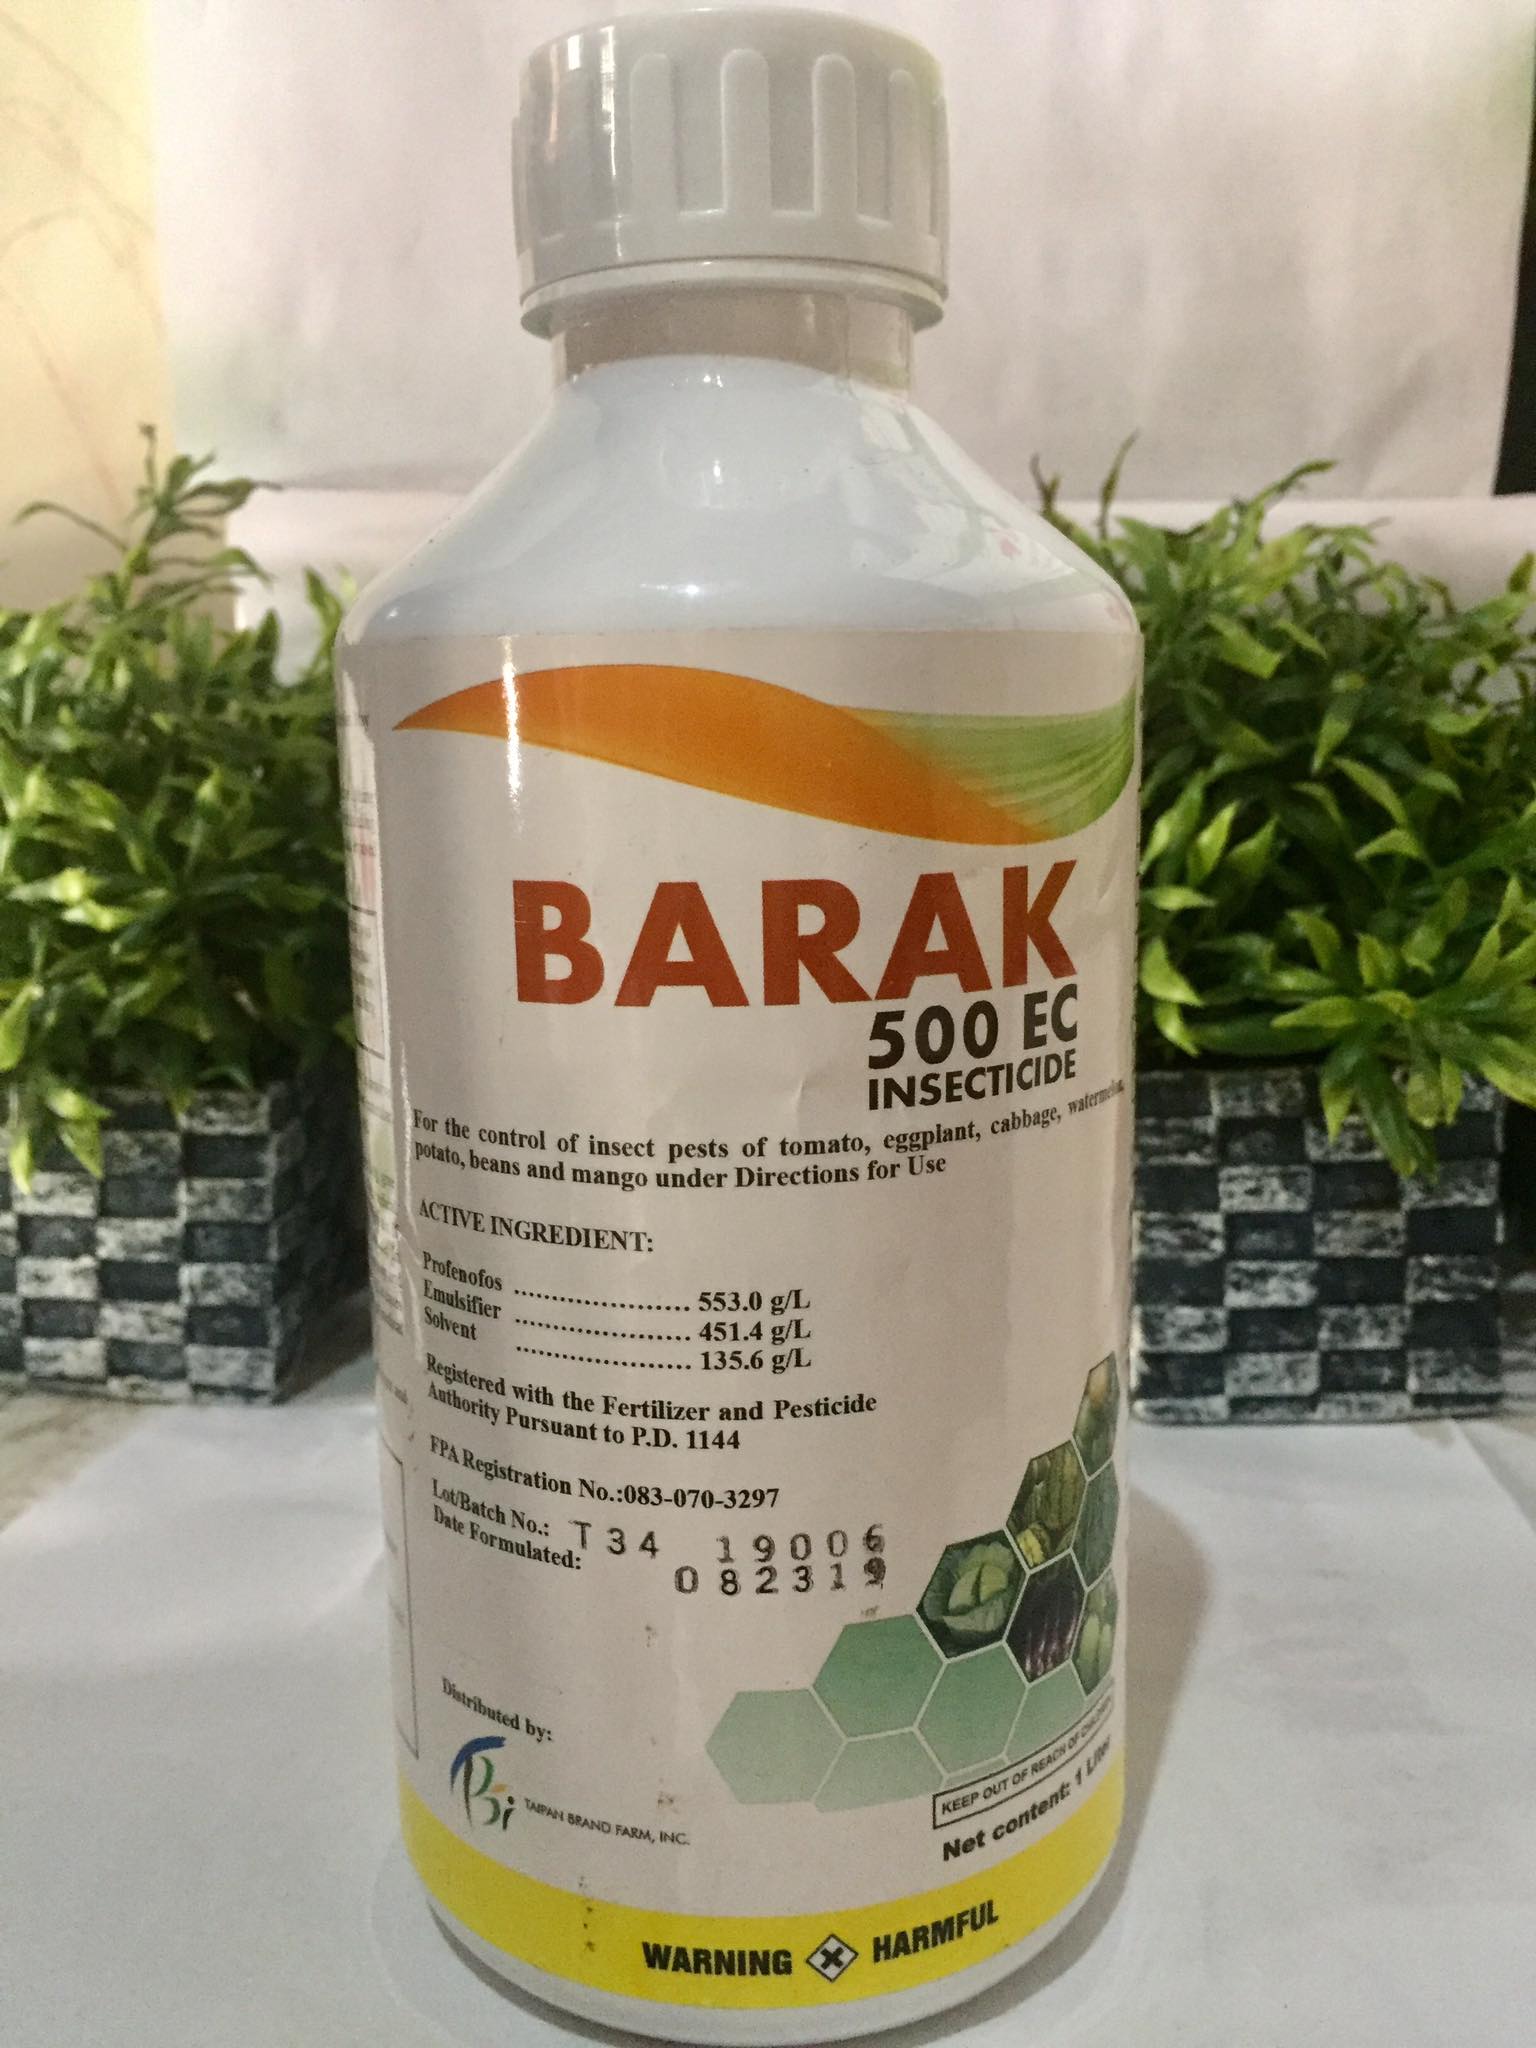 BARAK
500 EC
INSECTICIDE
For the control of insect pests of tomato, eggplant, cabbage, watermelon,
potato, beans and mango under Directions for Use
ACTIVE INGREDIENT:
Profenofos ..................... 553.0 g/L
Emulsifier ..................... 451.4 g/L
Solvent ..................... 135.6 g/L
Registered with the Fertilizer and Pesticide
Authority Pursuant to P.D. 1144
FPA Registration No.:083-070-3297
Lot/Batch No.: T34 19006
Date Formulated: 082319
Distributed by:
TBi TAIPAN BRAND FARM, INC.
KEEP OUT OF REACH OF CHILDREN
Net content: 1 Liter
WARNING HARMFUL